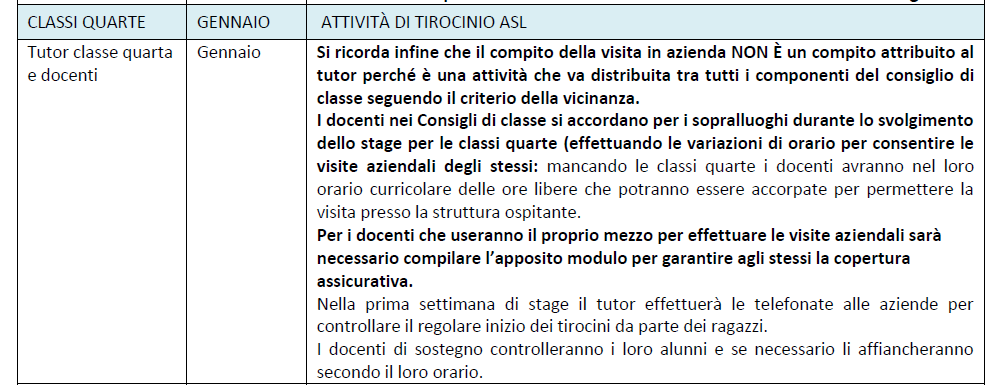 CLASSI QUARTE GENNAIO ATTIVITÀ DI TIROCINIO ASL
Tutor classe quarta
e docenti
Gennaio
Si ricorda infine che il compito della visita in azienda NON È un compito attribuito al
tutor perché è una attività che va distribuita tra tutti i componenti del consiglio di
classe seguendo il criterio della vicinanza.
I docenti nei Consigli di classe si accordano per i sopralluoghi durante lo svolgimento
dello stage per le classi quarte (effettuando le variazioni di orario per consentire le
visite aziendali degli stessi: mancando le classi quarte i docenti avranno nel loro
orario curricolare delle ore libere che potranno essere accorpate per permettere la
visita presso la struttura ospitante.
Per i docenti che useranno il proprio mezzo per effettuare le visite aziendali sarà
necessario compilare l’apposito modulo per garantire agli stessi la copertura
assicurativa.
Nella prima settimana di stage il tutor effettuerà le telefonate alle aziende per
controllare il regolare inizio dei tirocini da parte dei ragazzi.
I docenti di sostegno controlleranno i loro alunni e se necessario li affiancheranno
secondo il loro orario.